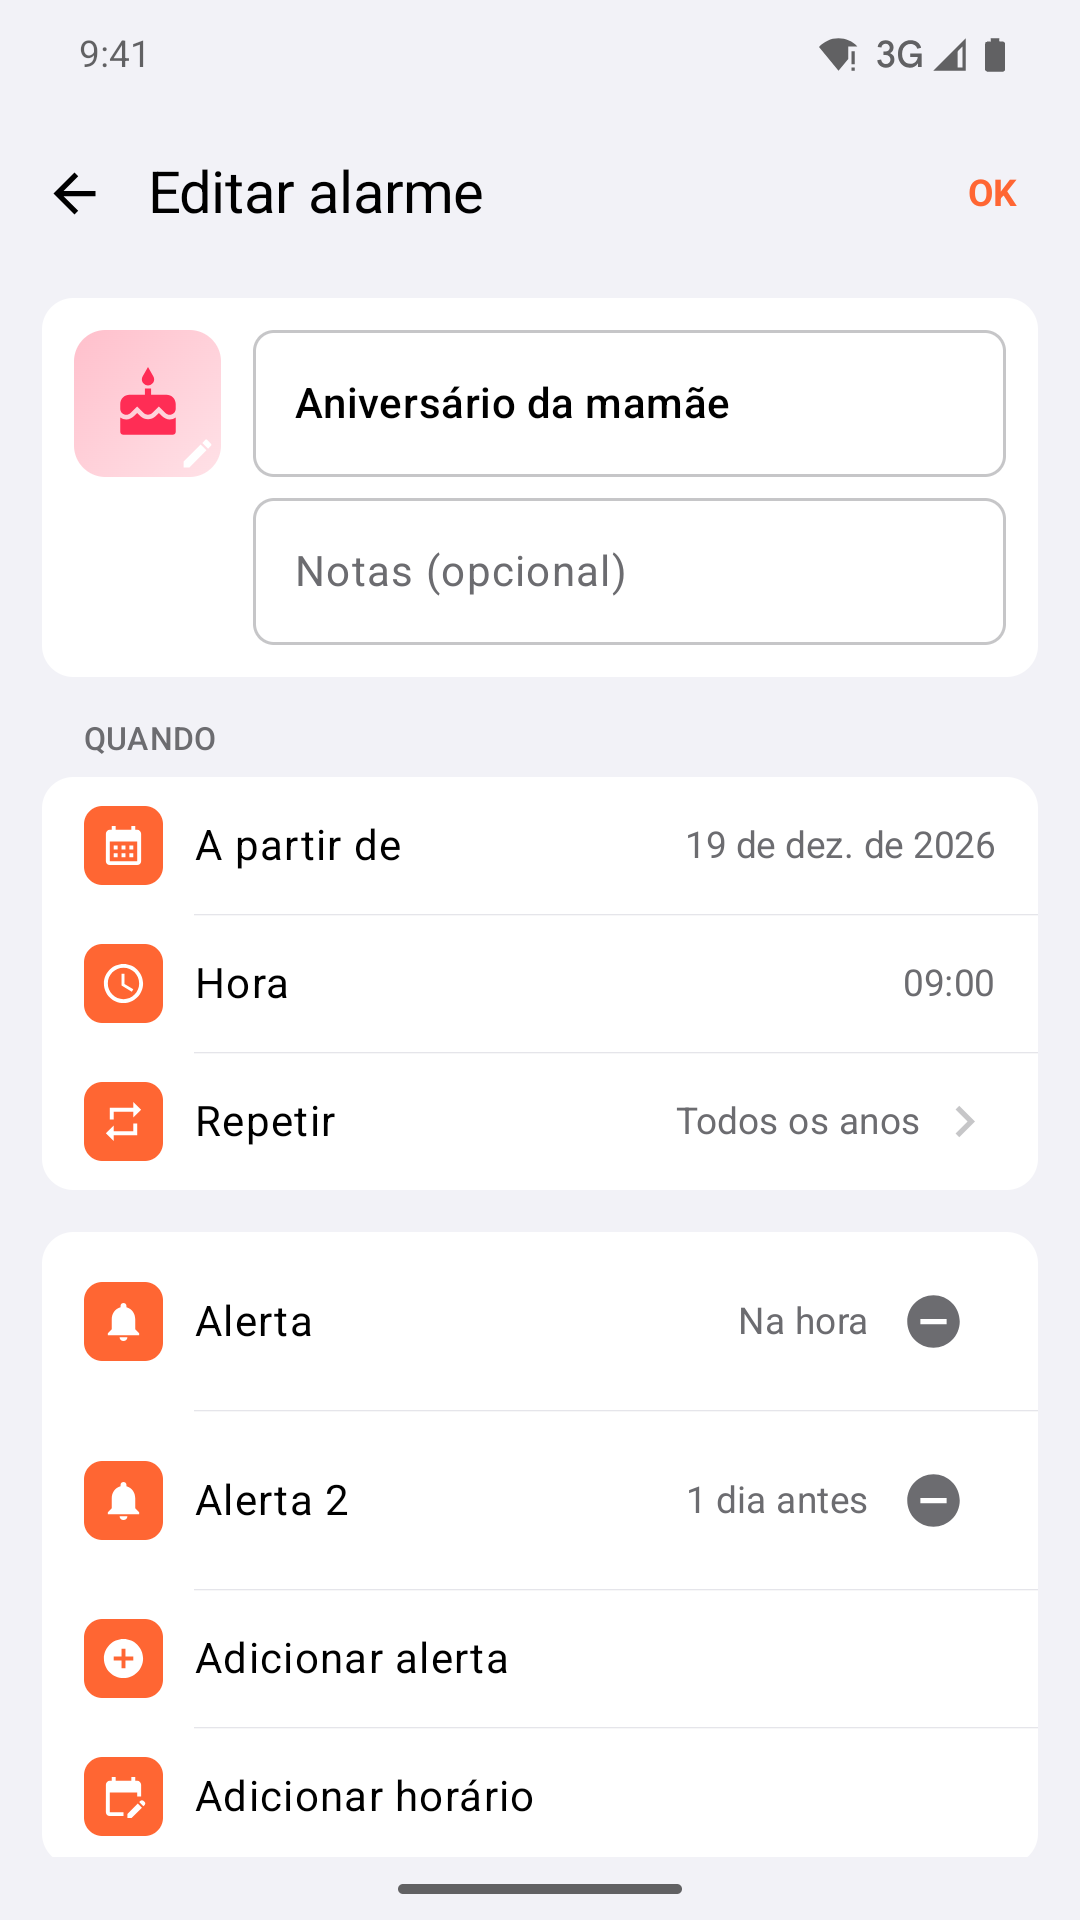 9:41
3G
Editar alarme
OK
Aniversário da mamãe
Notas (opcional)
QUANDO
A partir de
19 de dez. de 2026
Hora
09:00
Repetir
Todos os anos
Alerta
Na hora
Alerta 2
1 dia antes
Adicionar alerta
Adicionar horário